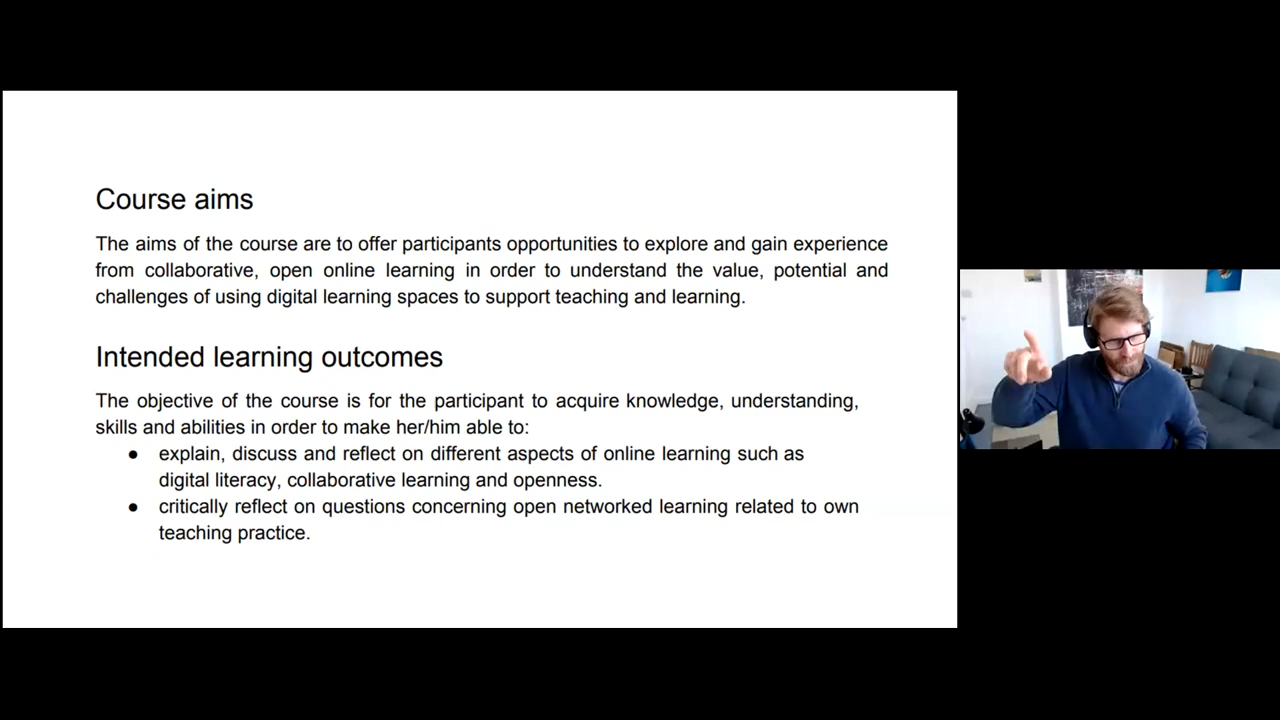 Course aims
The aims of the course are to offer participants opportunities to explore and gain experience
from collaborative, open online learning in order to understand the value, potential and
challenges of using digital learning spaces to support teaching and learning.
Intended learning outcomes
The objective of the course is for the participant to acquire knowledge, understanding,
skills and abilities in order to make her/him able to:
● explain, discuss and reflect on different aspects of online learning such as
digital literacy, collaborative learning and openness.
● critically reflect on questions concerning open networked learning related to own
teaching practice.